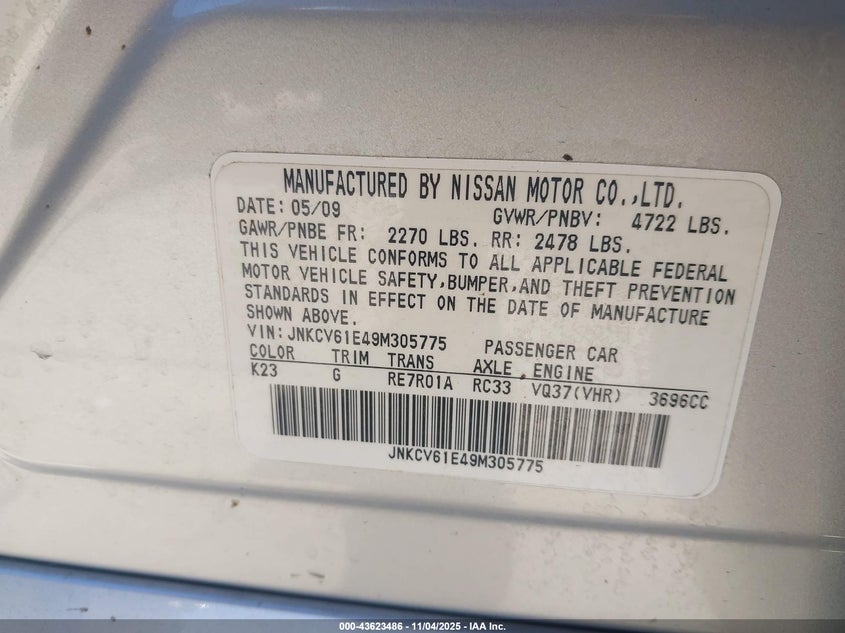 MANUFACTURED BY NISSAN MOTOR CO.,LTD.
DATE: 05/09 GVWR/PNBV: 4722 LBS.
GAWR/PNBE FR: 2270 LBS. RR: 2478 LBS.
THIS VEHICLE CONFORMS TO ALL APPLICABLE FEDERAL
MOTOR VEHICLE SAFETY,BUMPER,AND THEFT PREVENTION
STANDARDS IN EFFECT ON THE DATE OF MANUFACTURE
SHOWN ABOVE.
VIN:JNKCV61E49M305775 PASSENGER CAR
COLOR TRIM TRANS AXLE ENGINE
K23 G RE7R01A RC33 VQ37(VHR) 3696CC
JNKCV61E49M305775
000-43623486 - 11/04/2025 - IAA Inc.